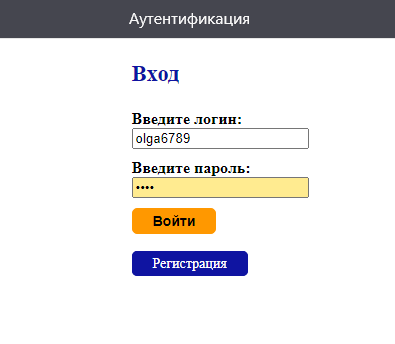 Аутентификация
Вход
Введите логин:
olga6789
Введите пароль:
••••
Войти
Регистрация